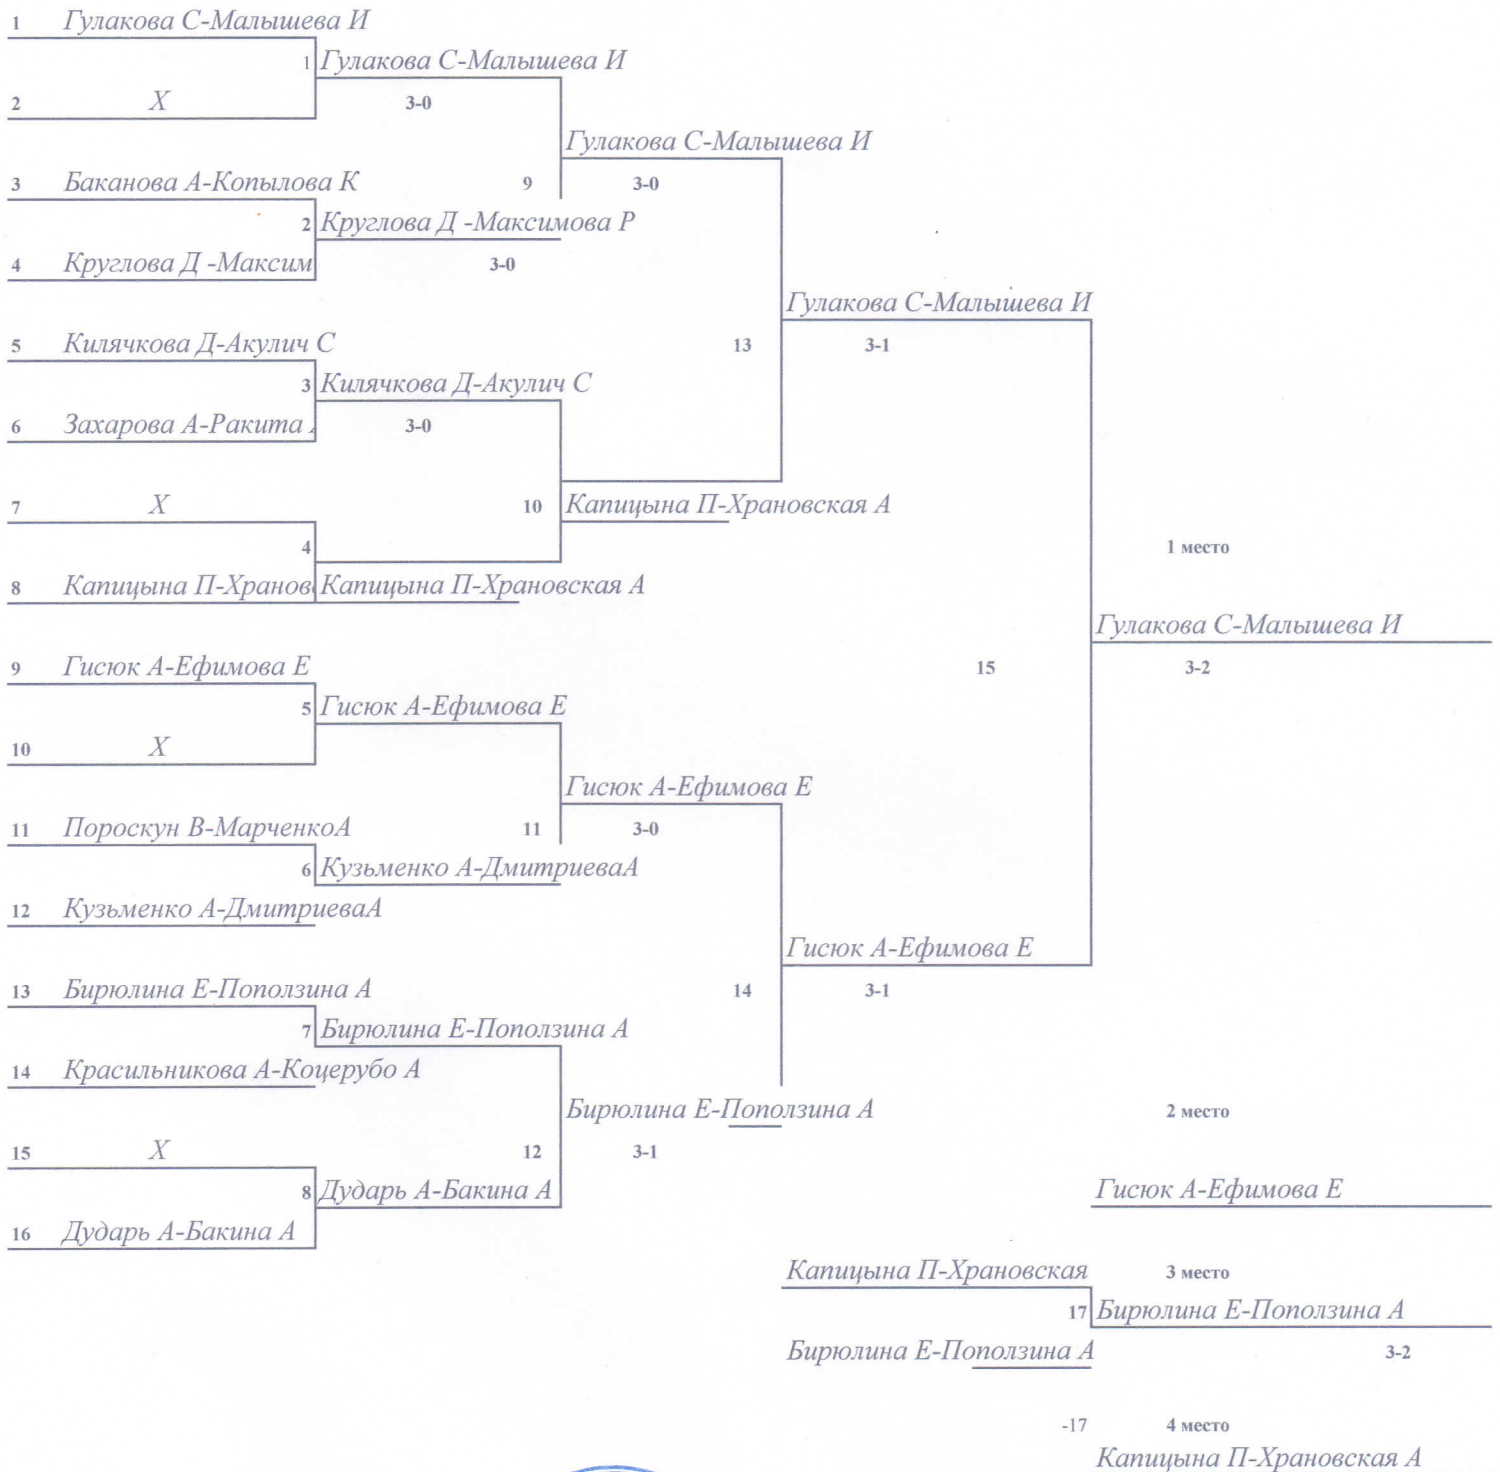 1 Гулакова С-Малышева И
1 Гулакова С-Малышева И
2 Х 3-0
Гулакова С-Малышева И
3 Баканова А-Копылова К 9 3-0
2 Круглова Д -Максимова Р
4 Круглова Д -Максим 3-0
Гулакова С-Малышева И
5 Килячкова Д-Акулич С 13 3-1
3 Килячкова Д-Акулич С
6 Захарова А-Ракита 3-0
7 Х 10 Капицына П-Храновская А
4 1 место
8 Капицына П-Хранов Капицына П-Храновская А
Гулакова С-Малышева И
9 Гисюк А-Ефимова Е 15 3-2
5 Гисюк А-Ефимова Е
10 Х
Гисюк А-Ефимова Е
11 Пороскун В-МарченкоА 11 3-0
6 Кузьменко А-ДмитриеваА
12 Кузьменко А-ДмитриеваА
Гисюк А-Ефимова Е
13 Бирюлина Е-Поползина А 14 3-1
7 Бирюлина Е-Поползина А
14 Красильникова А-Коцерубо А
Бирюлина Е-Поползина А 2 место
15 Х 12 3-1
8 Дударь А-Бакина А Гисюк А-Ефимова Е
16 Дударь А-Бакина А
Капицына П-Храновская 3 место
17 Бирюлина Е-Поползина А
Бирюлина Е-Поползина А 3-2
-17 4 место
Капицына П-Храновская А